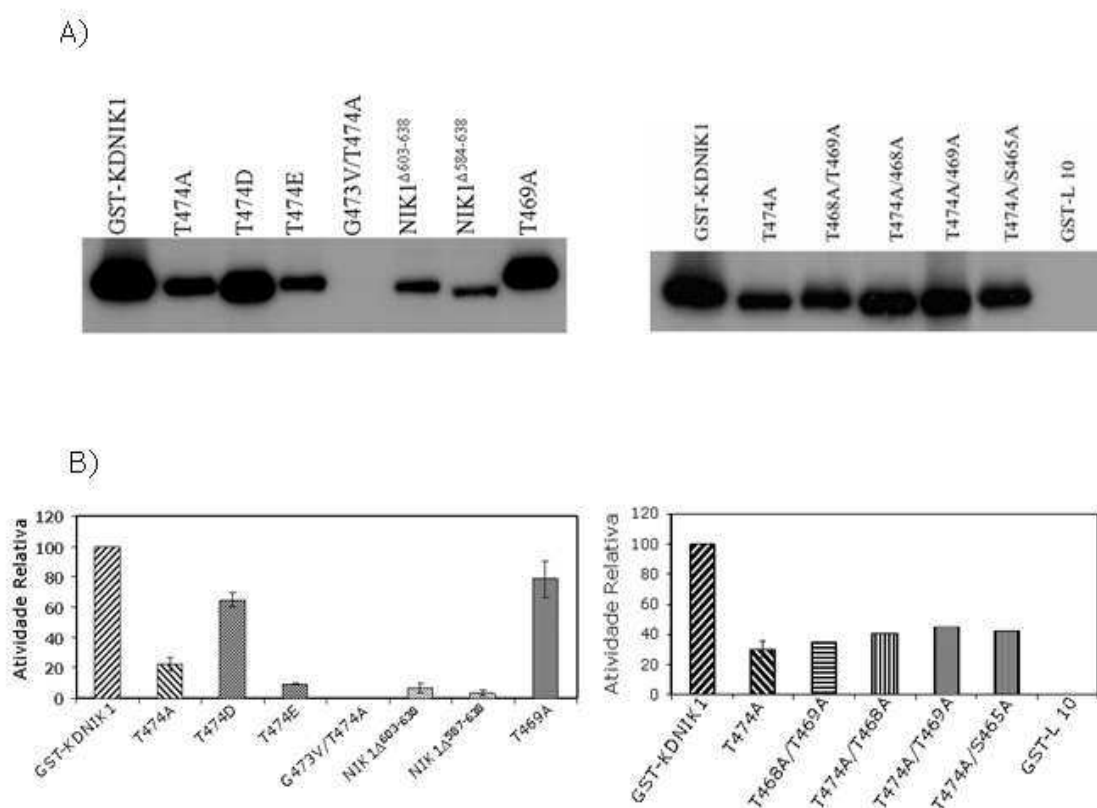 A)
GST-KDNIK1
T474A
T474D
T474E
G473V/T474A
NIK1Δ603-638
NIK1Δ584-638
T469A
GST-KDNIK1
T474A
T468A/T469A
T474A/468A
T474A/469A
T474A/S465A
GST-L 10
B)
Atividade Relativa
120
100
80
60
40
20
0
GST-KDNIK1
T474A
T474D
T474E
G473V/T474A
NIK1Δ603-638
NIK1Δ587-638
T469A
Atividade Relativa
120
100
80
60
40
20
0
GST-KDNIK1
T474A
T468A/T469A
T474A/T468A
T474A/T469A
T474A/S465A
GST-L 10